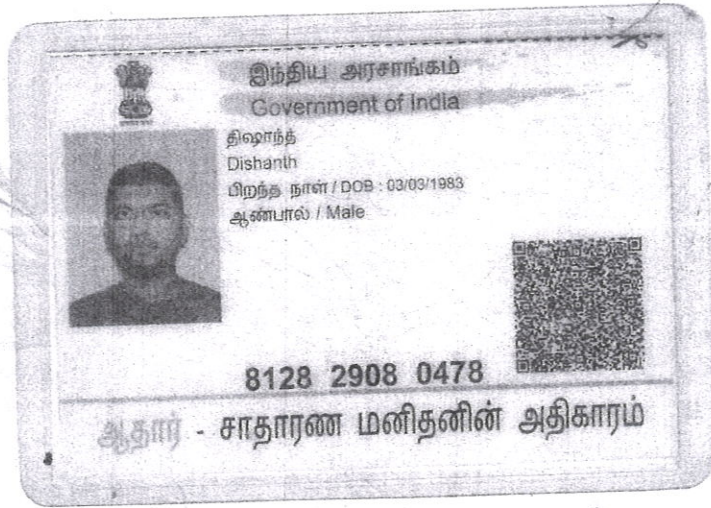 இந்திய அரசாங்கம்
Government of India
திஷாந்த்
Dishanth
பிறந்த நாள் / DOB : 03/03/1983
ஆண்பால் / Male
8128 2908 0478
ஆதார் - சாதாரண மனிதனின் அதிகாரம்